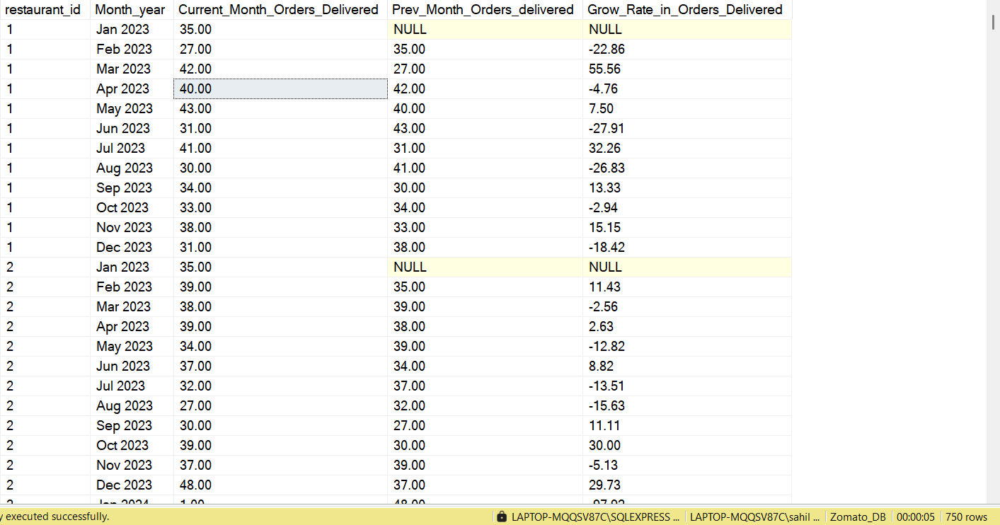 restaurant_id Month_year Current_Month_Orders_Delivered Prev_Month_Orders_delivered Grow_Rate_in_Orders_Delivered
1 Jan 2023 35.00 NULL NULL
1 Feb 2023 27.00 35.00 -22.86
1 Mar 2023 42.00 27.00 55.56
1 Apr 2023 40.00 42.00 -4.76
1 May 2023 43.00 40.00 7.50
1 Jun 2023 31.00 43.00 -27.91
1 Jul 2023 41.00 31.00 32.26
1 Aug 2023 30.00 41.00 -26.83
1 Sep 2023 34.00 30.00 13.33
1 Oct 2023 33.00 34.00 -2.94
1 Nov 2023 38.00 33.00 15.15
1 Dec 2023 31.00 38.00 -18.42
2 Jan 2023 35.00 NULL NULL
2 Feb 2023 39.00 35.00 11.43
2 Mar 2023 38.00 39.00 -2.56
2 Apr 2023 39.00 38.00 2.63
2 May 2023 34.00 39.00 -12.82
2 Jun 2023 37.00 34.00 8.82
2 Jul 2023 32.00 37.00 -13.51
2 Aug 2023 27.00 32.00 -15.63
2 Sep 2023 30.00 27.00 11.11
2 Oct 2023 39.00 30.00 30.00
2 Nov 2023 37.00 39.00 -5.13
2 Dec 2023 48.00 37.00 29.73
2 Jan 2024 1.00 48.00 -97.92
y executed successfully. LAPTOP-MQQSV87C\SQLEXPRESS ... LAPTOP-MQQSV87C\sahil ... Zomato_DB 00:00:05 750 rows